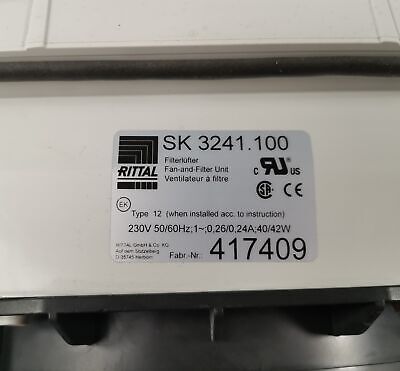 SK 3241.100
RITTAL
Filterlüfter
Fan-and-Filter Unit
Ventilateur à filtre
C RU US
SA CE
EK
Type 12 (when installed acc. to instruction)
230V 50/60Hz;1~;0,26/0,24A;40/42W
RITTAL GmbH & Co. KG
Auf dem Stützelberg
D-35745 Herborn
Fabr.-Nr.: 417409